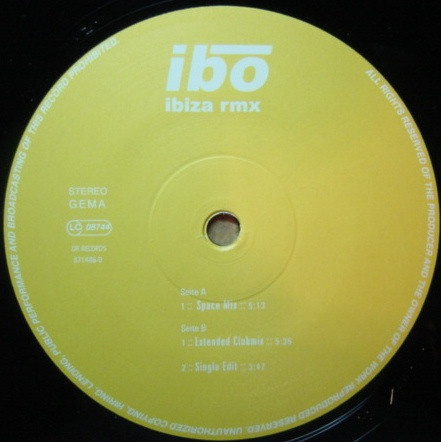 ibo
ibiza rmx
STEREO
GEMA
LC 08744
Seite A
1 :: Space Mix :: 5:13
Seite B
1 :: Extended Clubmix :: 5:36
2 :: Single Edit :: 3:47
ALL RIGHTS RESERVED OF THE PRODUCER AND THE OWNER OF THE WORK REPRODUCED RESERVED. UNAUTHORIZED COPYING, HIRING, LENDING, PUBLIC PERFORMANCE AND BROADCASTING OF THIS RECORD PROHIBITED.